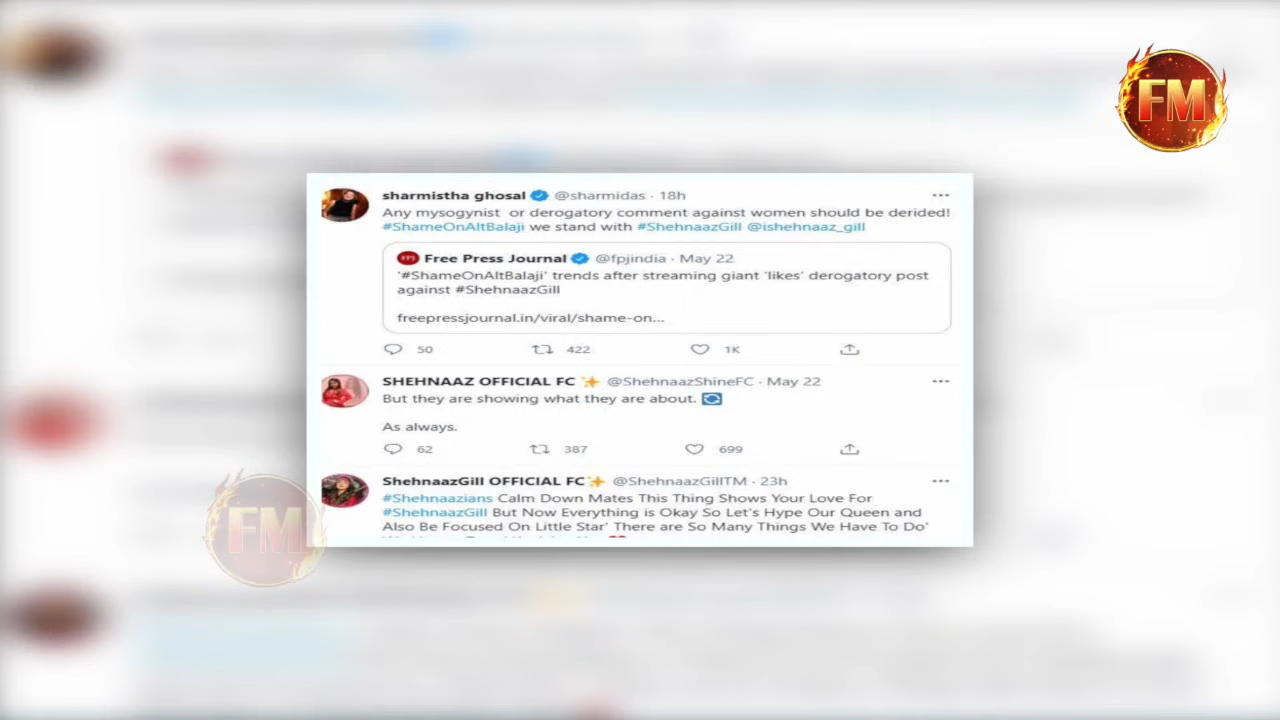 FM
sharmistha ghosal @sharmidas · 18h
Any mysogynist or derogatory comment against women should be derided!
#ShameOnAltBalaji we stand with #ShehnaazGill @ishehnaaz_gill
Free Press Journal @fpjindia · May 22
'#ShameOnAltBalaji' trends after streaming giant 'likes' derogatory post
against #ShehnaazGill
freepressjournal.in/viral/shame-on...
50 422 1K
SHEHNAAZ OFFICIAL FC ✨ @ShehnaazShineFC · May 22
But they are showing what they are about. 🔄
As always.
62 387 699
ShehnaazGill OFFICIAL FC✨ @ShehnaazGillTM · 23h
#Shehnaazians Calm Down Mates This Thing Shows Your Love For
#ShehnaazGill But Now Everything is Okay So Let's Hype Our Queen and
Also Be Focused On Little Star' There are So Many Things We Have To Do'
FM